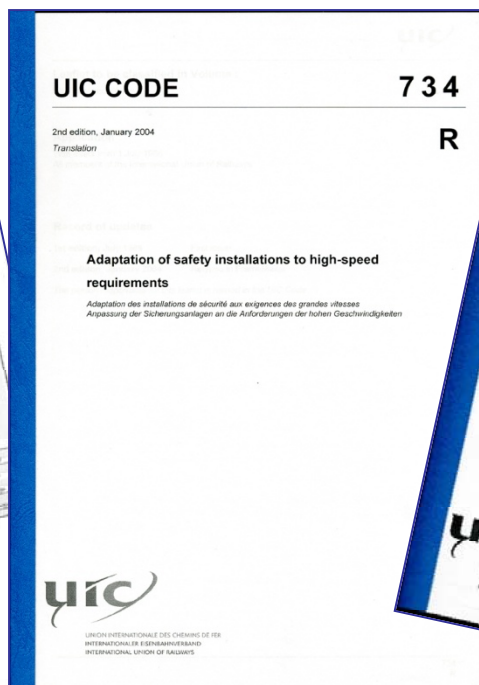 UIC CODE 734
2nd edition, January 2004 R
Translation
Adaptation of safety installations to high-speed
requirements
Adaptation des installations de sécurité aux exigences des grandes vitesses
Anpassung der Sicherungsanlagen an die Anforderungen der hohen Geschwindigkeiten
uic
UNION INTERNATIONALE DES CHEMINS DE FER
INTERNATIONALER EISENBAHNVERBAND
INTERNATIONAL UNION OF RAILWAYS